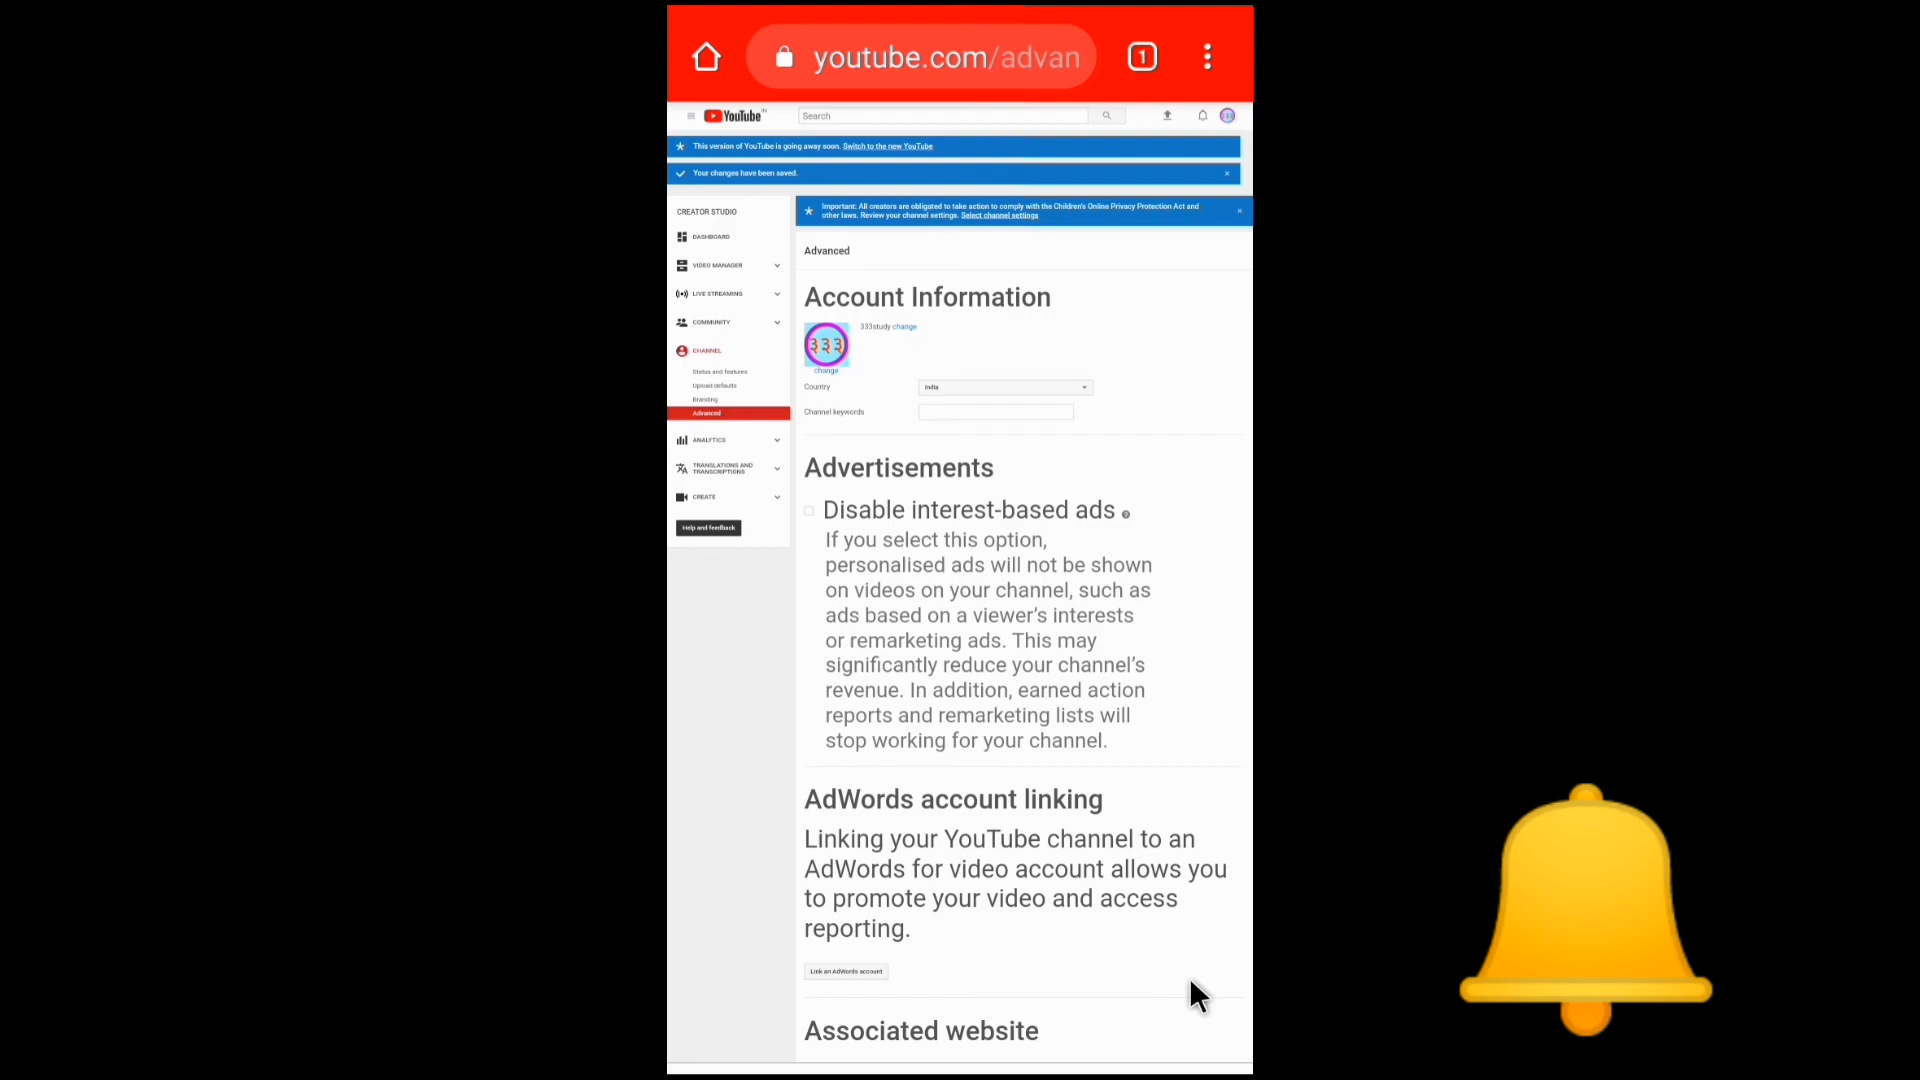 youtube.com/advan
1
YouTube IN
Search
This version of YouTube is going away soon. Switch to the new YouTube
Your changes have been saved.
CREATOR STUDIO
Important: All creators are obligated to take action to comply with the Children's Online Privacy Protection Act and
other laws. Review your channel settings. Select channel settings
DASHBOARD
VIDEO MANAGER
LIVE STREAMING
COMMUNITY
CHANNEL
Status and features
Upload defaults
Branding
Advanced
ANALYTICS
TRANSLATIONS AND
TRANSCRIPTIONS
CREATE
Help and feedback
Advanced
Account Information
३३३
333study change
change
Country
India
Channel keywords
Advertisements
Disable interest-based ads
If you select this option,
personalised ads will not be shown
on videos on your channel, such as
ads based on a viewer’s interests
or remarketing ads. This may
significantly reduce your channel’s
revenue. In addition, earned action
reports and remarketing lists will
stop working for your channel.
AdWords account linking
Linking your YouTube channel to an
AdWords for video account allows you
to promote your video and access
reporting.
Link an AdWords account
Associated website